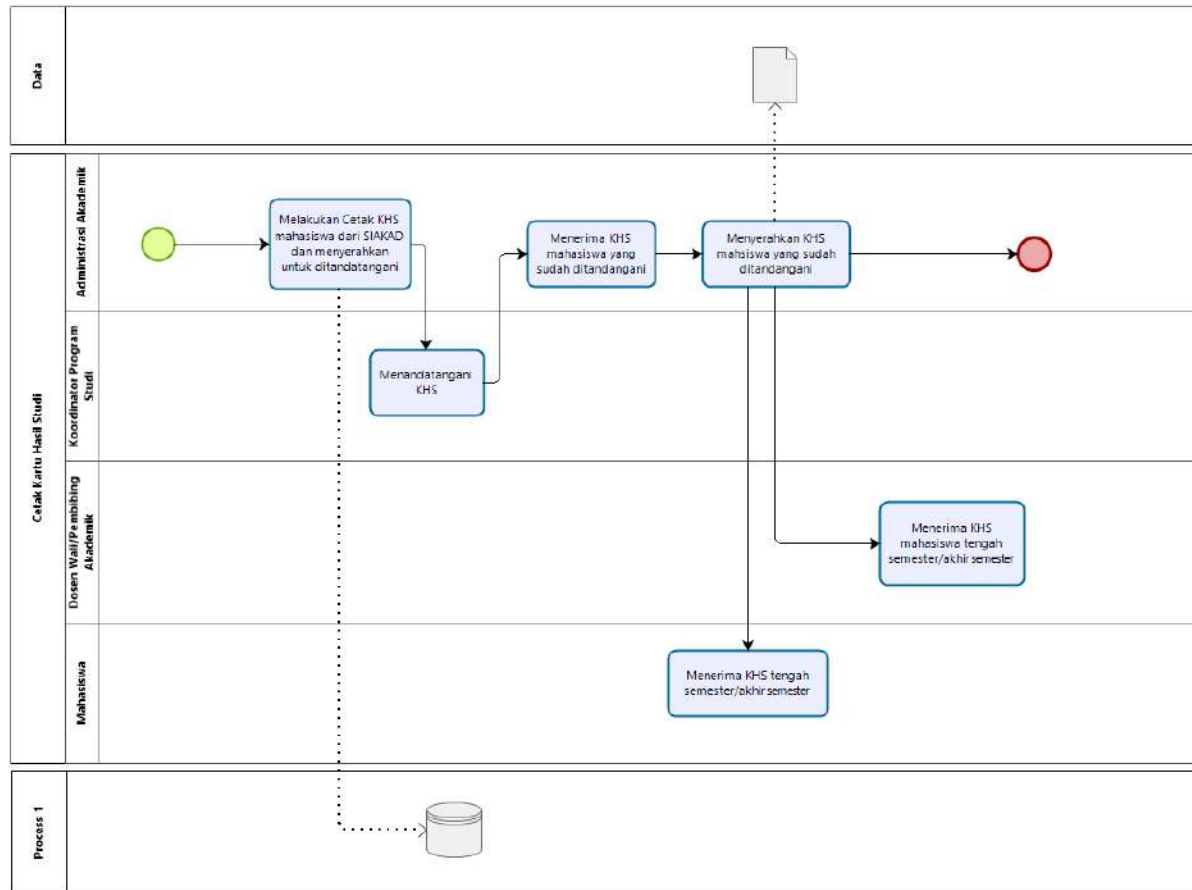 Data
Cetak Kartu Hasil Studi
Administrasi Akademik
Melakukan Cetak KHS
mahasiswa dari SIAKAD
dan menyerahkan
untuk ditandatangani
Menerima KHS
mahasiswa yang
sudah ditandangani
Menyerahkan KHS
mahsiswa yang sudah
ditandangani
Koordinator Program
Studi
Menandatangani
KHS
Dosen Wali/Pembibing
Akademik
Menerima KHS
mahasiswa tengah
semester/akhir semester
Mahasiswa
Menerima KHS tengah
semester/akhir semester
Process 1